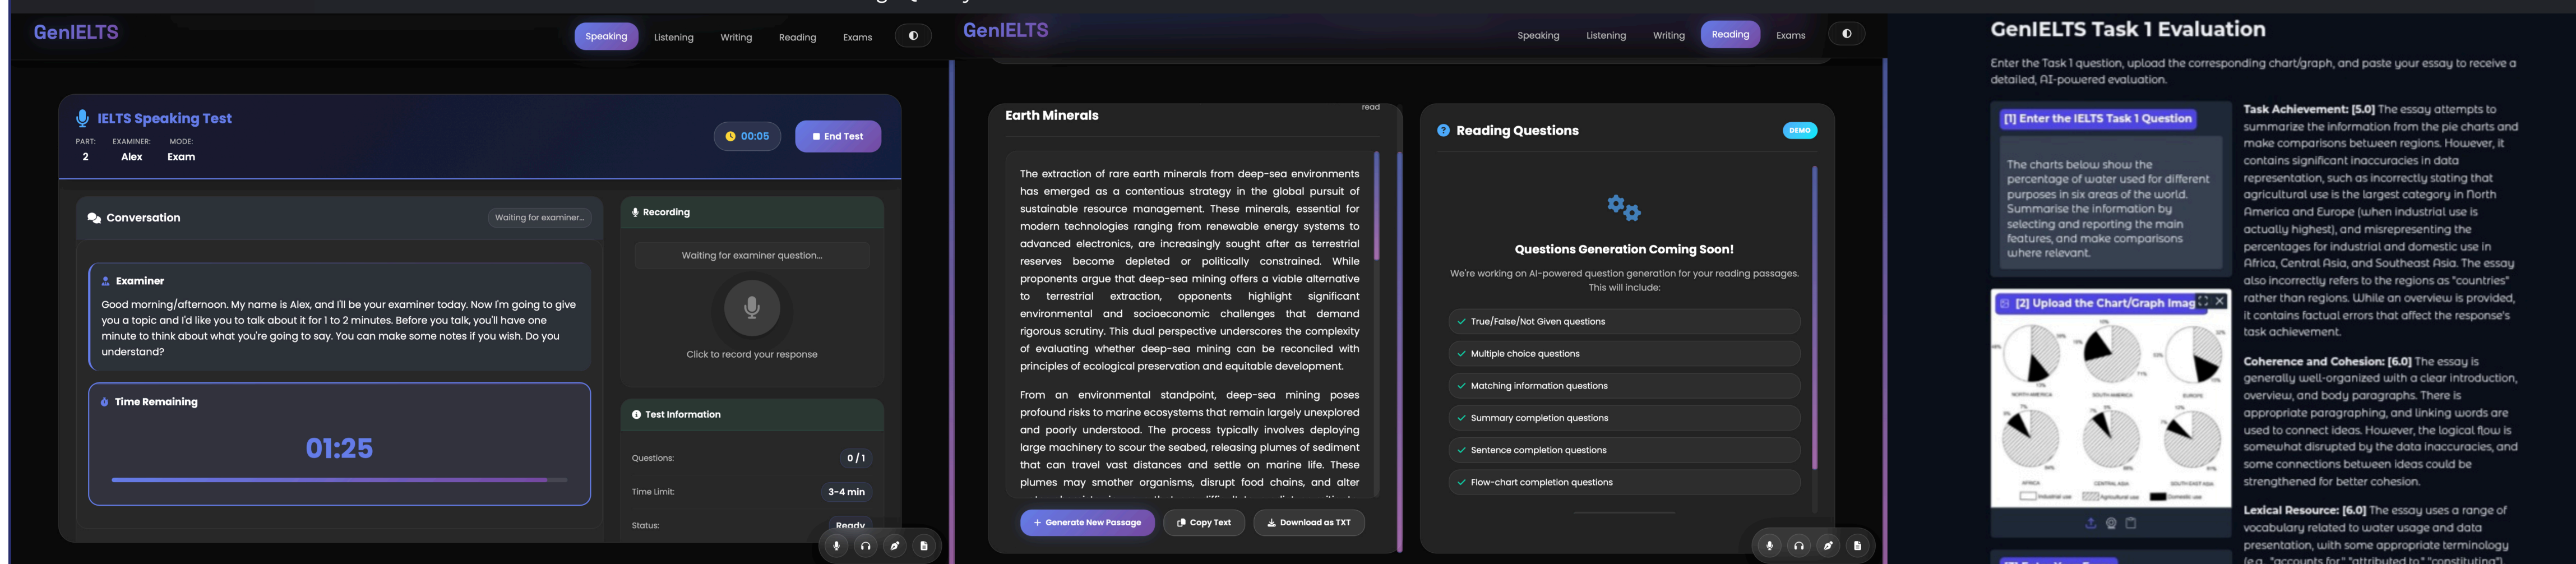 GenIELTS
Speaking
Listening
Writing
Reading
Exams
IELTS Speaking Test
PART:
2
EXAMINER:
Alex
MODE:
Exam
00:05
End Test
Conversation
Waiting for examiner...
Examiner
Good morning/afternoon. My name is Alex, and I'll be your examiner today. Now I'm going to give
you a topic and I'd like you to talk about it for 1 to 2 minutes. Before you talk, you'll have one
minute to think about what you're going to say. You can make some notes if you wish. Do you
understand?
Time Remaining
01:25
Recording
Waiting for examiner question...
Click to record your response
Test Information
Questions:
0 / 1
Time Limit:
3-4 min
Status:
Ready
GenIELTS
Speaking
Listening
Writing
Reading
Exams
read
Earth Minerals
The extraction of rare earth minerals from deep-sea environments
has emerged as a contentious strategy in the global pursuit of
sustainable resource management. These minerals, essential for
modern technologies ranging from renewable energy systems to
advanced electronics, are increasingly sought after as terrestrial
reserves become depleted or politically constrained. While
proponents argue that deep-sea mining offers a viable alternative
to terrestrial extraction, opponents highlight significant
environmental and socioeconomic challenges that demand
rigorous scrutiny. This dual perspective underscores the complexity
of evaluating whether deep-sea mining can be reconciled with
principles of ecological preservation and equitable development.
From an environmental standpoint, deep-sea mining poses
profound risks to marine ecosystems that remain largely unexplored
and poorly understood. The process typically involves deploying
large machinery to scour the seabed, releasing plumes of sediment
that can travel vast distances and settle on marine life. These
plumes may smother organisms, disrupt food chains, and alter
Generate New Passage
Copy Text
Download as TXT
Reading Questions
DEMO
Questions Generation Coming Soon!
We're working on AI-powered question generation for your reading passages.
This will include:
True/False/Not Given questions
Multiple choice questions
Matching information questions
Summary completion questions
Sentence completion questions
Flow-chart completion questions
GenIELTS Task 1 Evaluation
Enter the Task 1 question, upload the corresponding chart/graph, and paste your essay to receive a
detailed, AI-powered evaluation.
[1] Enter the IELTS Task 1 Question
The charts below show the
percentage of water used for different
purposes in six areas of the world.
Summarise the information by
selecting and reporting the main
features, and make comparisons
where relevant.
[2] Upload the Chart/Graph Imag
NORTH AMERICA
SOUTH AMERICA
EUROPE
AFRICA
CENTRAL ASIA
SOUTH EAST ASIA
Industrial use
Agricultural use
Domestic use
Task Achievement: [5.0] The essay attempts to
summarize the information from the pie charts and
make comparisons between regions. However, it
contains significant inaccuracies in data
representation, such as incorrectly stating that
agricultural use is the largest category in North
America and Europe (when industrial use is
actually highest), and misrepresenting the
percentages for industrial and domestic use in
Africa, Central Asia, and Southeast Asia. The essay
also incorrectly refers to the regions as "countries"
rather than regions. While an overview is provided,
it contains factual errors that affect the response's
task achievement.
Coherence and Cohesion: [6.0] The essay is
generally well-organized with a clear introduction,
overview, and body paragraphs. There is
appropriate paragraphing, and linking words are
used to connect ideas. However, the logical flow is
somewhat disrupted by the data inaccuracies, and
some connections between ideas could be
strengthened for better cohesion.
Lexical Resource: [6.0] The essay uses a range of
vocabulary related to water usage and data
presentation, with some appropriate terminology
(e.g., "accounts for," "attributed to," "constituting").